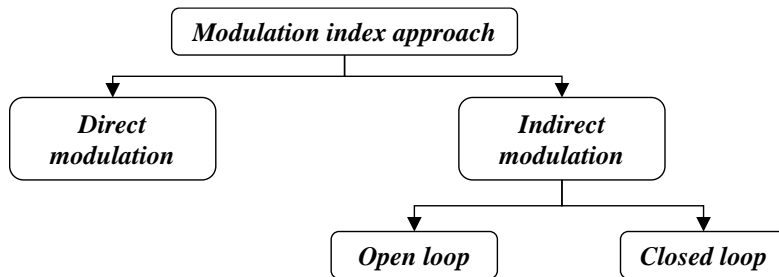 Modulation index approach
Direct
modulation
Indirect
modulation
Open loop
Closed loop